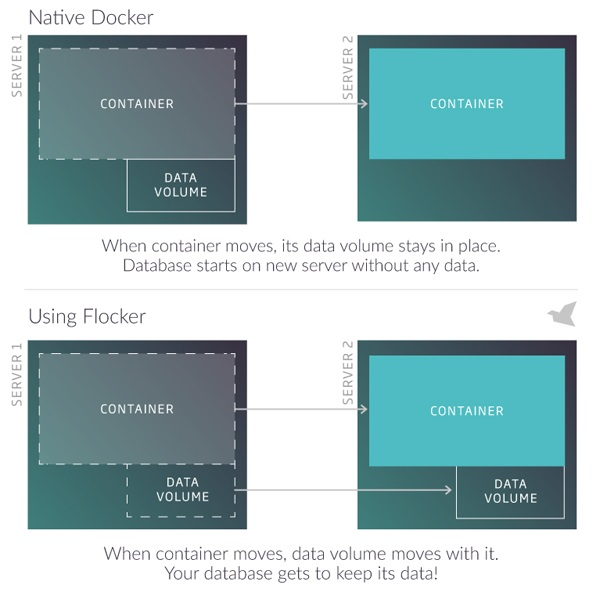 Native Docker
SERVER 1
CONTAINER
DATA
VOLUME
SERVER 2
CONTAINER
When container moves, its data volume stays in place.
Database starts on new server without any data.
Using Flocker
SERVER 1
CONTAINER
DATA
VOLUME
SERVER 2
CONTAINER
DATA
VOLUME
When container moves, data volume moves with it.
Your database gets to keep its data!